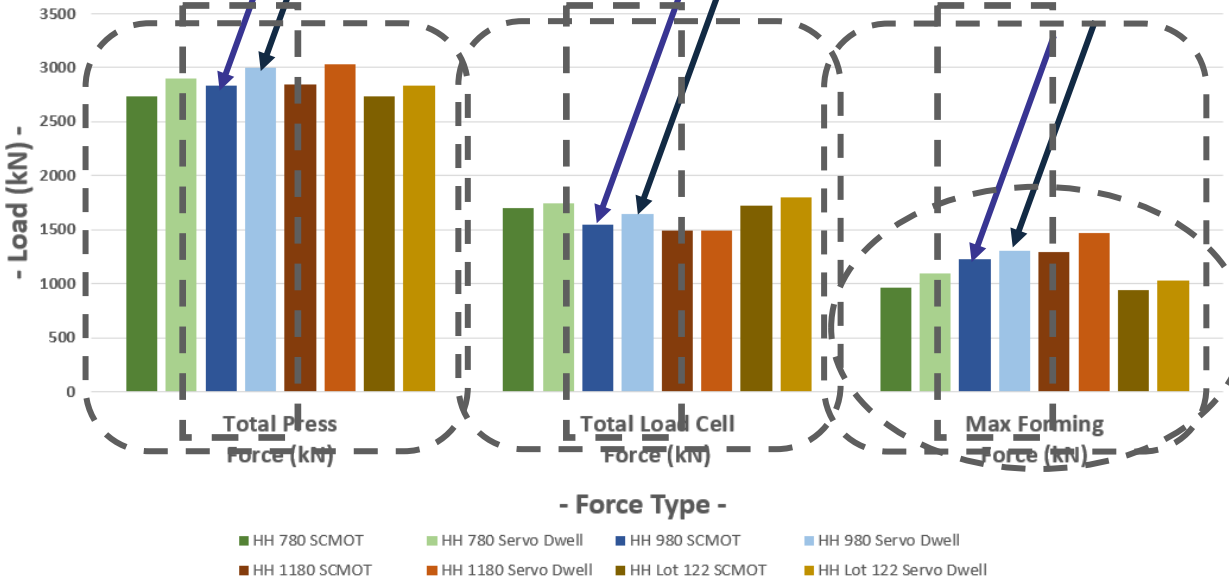 3500
3000
2500
2000
1500
1000
500
0
- Load (kN) -
Total Press
Force (kN)
Total Load Cell
Force (kN)
Max Forming
Force (kN)
- Force Type -
HH 780 SCMOT
HH 780 Servo Dwell
HH 980 SCMOT
HH 980 Servo Dwell
HH 1180 SCMOT
HH 1180 Servo Dwell
HH Lot 122 SCMOT
HH Lot 122 Servo Dwell